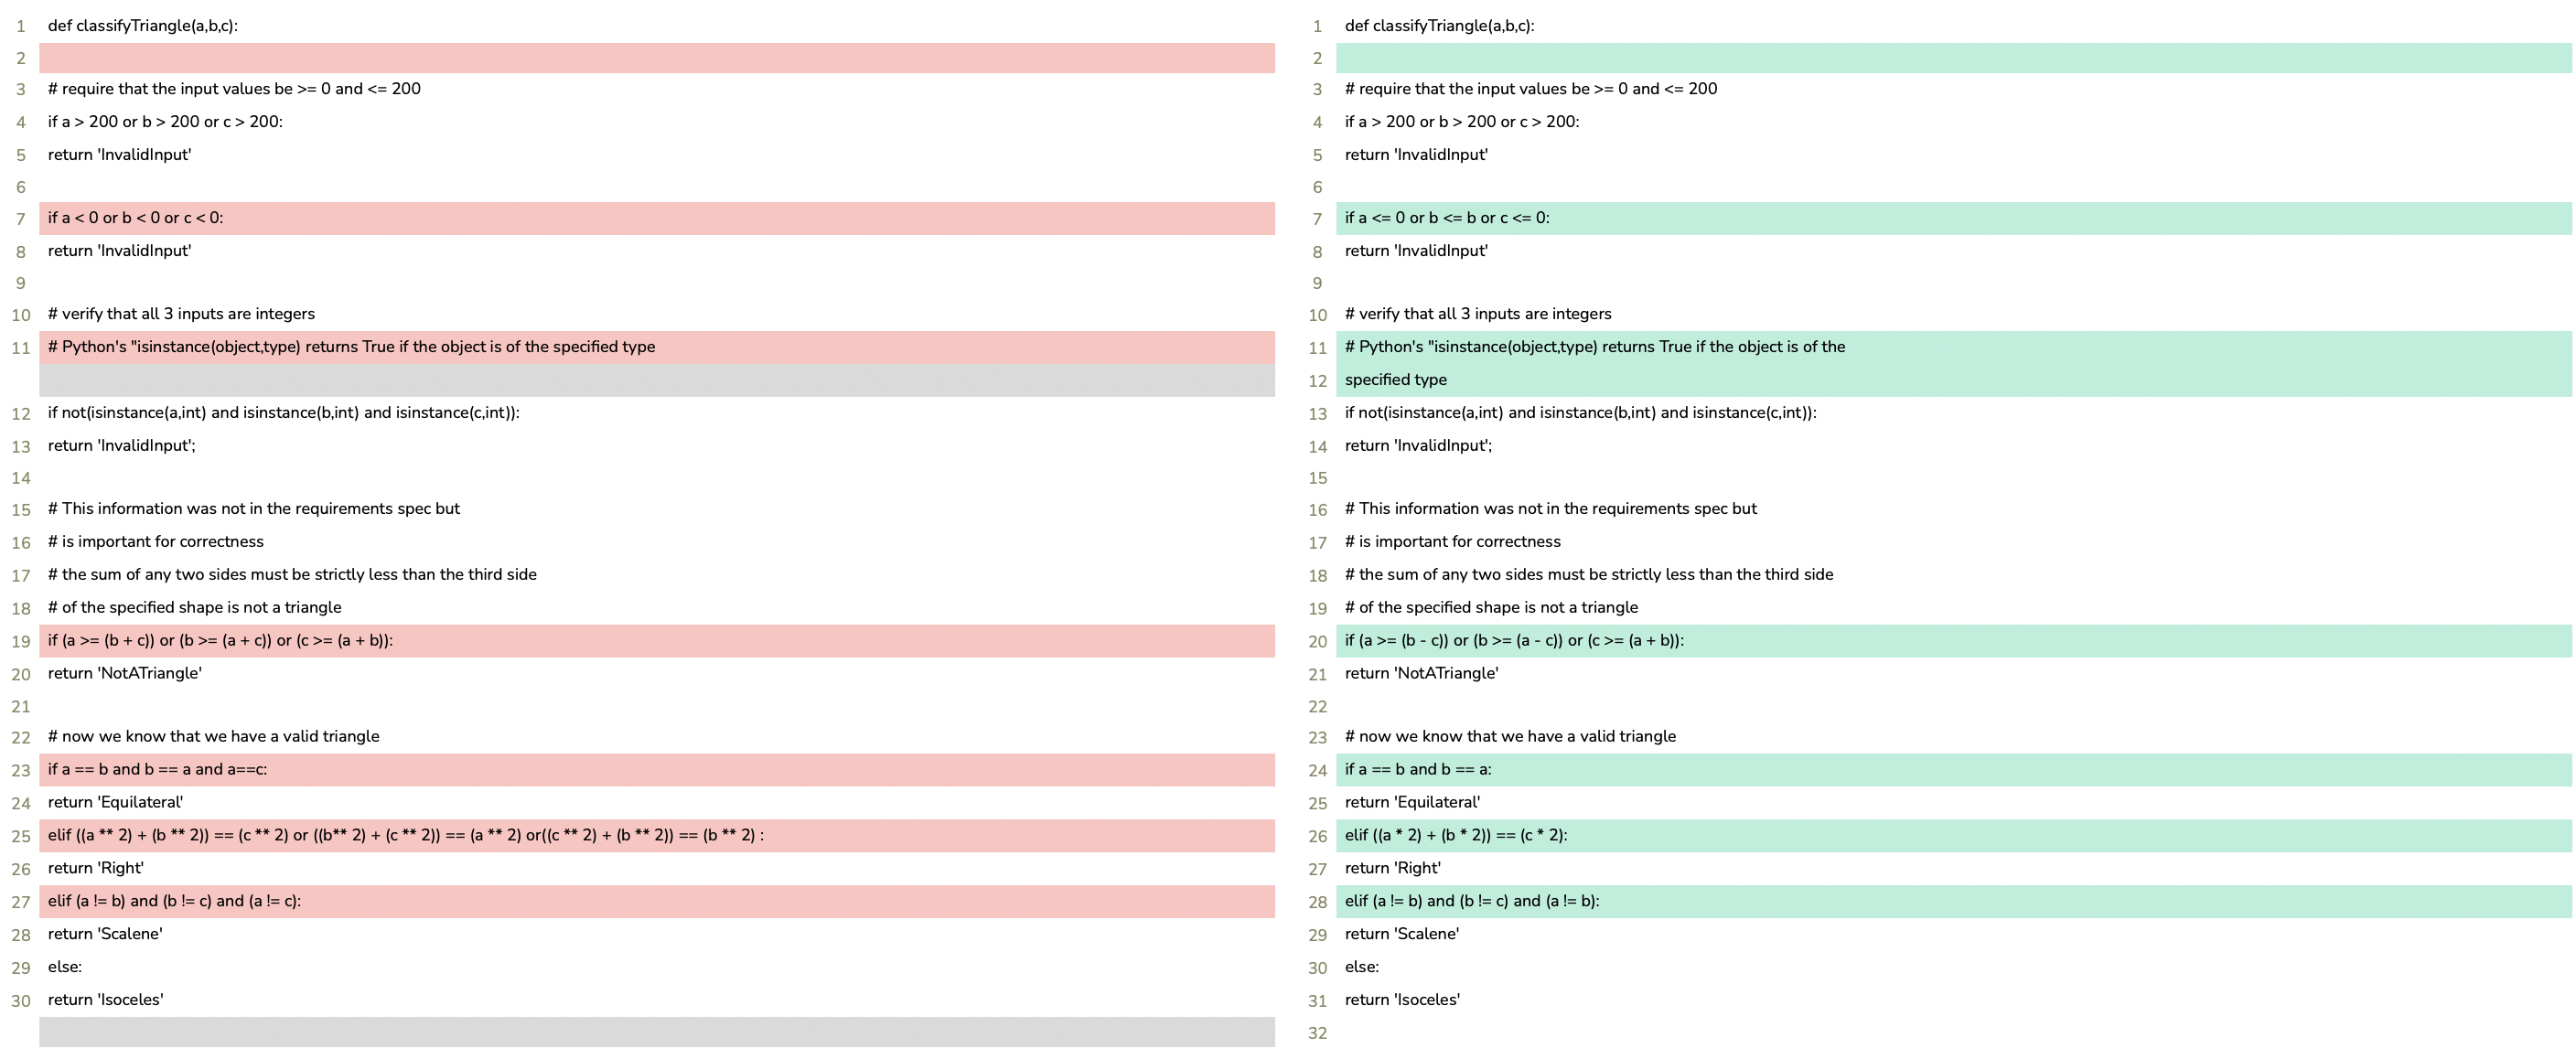 1 def classifyTriangle(a,b,c):
2
3 # require that the input values be >= 0 and <= 200
4 if a > 200 or b > 200 or c > 200:
5 return 'InvalidInput'
6
7 if a < 0 or b < 0 or c < 0:
8 return 'InvalidInput'
9
10 # verify that all 3 inputs are integers
11 # Python's "isinstance(object,type) returns True if the object is of the specified type
12 if not(isinstance(a,int) and isinstance(b,int) and isinstance(c,int)):
13 return 'InvalidInput';
14
15 # This information was not in the requirements spec but
16 # is important for correctness
17 # the sum of any two sides must be strictly less than the third side
18 # of the specified shape is not a triangle
19 if (a >= (b + c)) or (b >= (a + c)) or (c >= (a + b)):
20 return 'NotATriangle'
21
22 # now we know that we have a valid triangle
23 if a == b and b == a and a==c:
24 return 'Equilateral'
25 elif ((a ** 2) + (b ** 2)) == (c ** 2) or ((b** 2) + (c ** 2)) == (a ** 2) or((c ** 2) + (b ** 2)) == (b ** 2) :
26 return 'Right'
27 elif (a != b) and (b != c) and (a != c):
28 return 'Scalene'
29 else:
30 return 'Isoceles'
1 def classifyTriangle(a,b,c):
2
3 # require that the input values be >= 0 and <= 200
4 if a > 200 or b > 200 or c > 200:
5 return 'InvalidInput'
6
7 if a <= 0 or b <= b or c <= 0:
8 return 'InvalidInput'
9
10 # verify that all 3 inputs are integers
11 # Python's "isinstance(object,type) returns True if the object is of the
12 specified type
13 if not(isinstance(a,int) and isinstance(b,int) and isinstance(c,int)):
14 return 'InvalidInput';
15
16 # This information was not in the requirements spec but
17 # is important for correctness
18 # the sum of any two sides must be strictly less than the third side
19 # of the specified shape is not a triangle
20 if (a >= (b - c)) or (b >= (a - c)) or (c >= (a + b)):
21 return 'NotATriangle'
22
23 # now we know that we have a valid triangle
24 if a == b and b == a:
25 return 'Equilateral'
26 elif ((a * 2) + (b * 2)) == (c * 2):
27 return 'Right'
28 elif (a != b) and (b != c) and (a != b):
29 return 'Scalene'
30 else:
31 return 'Isoceles'
32